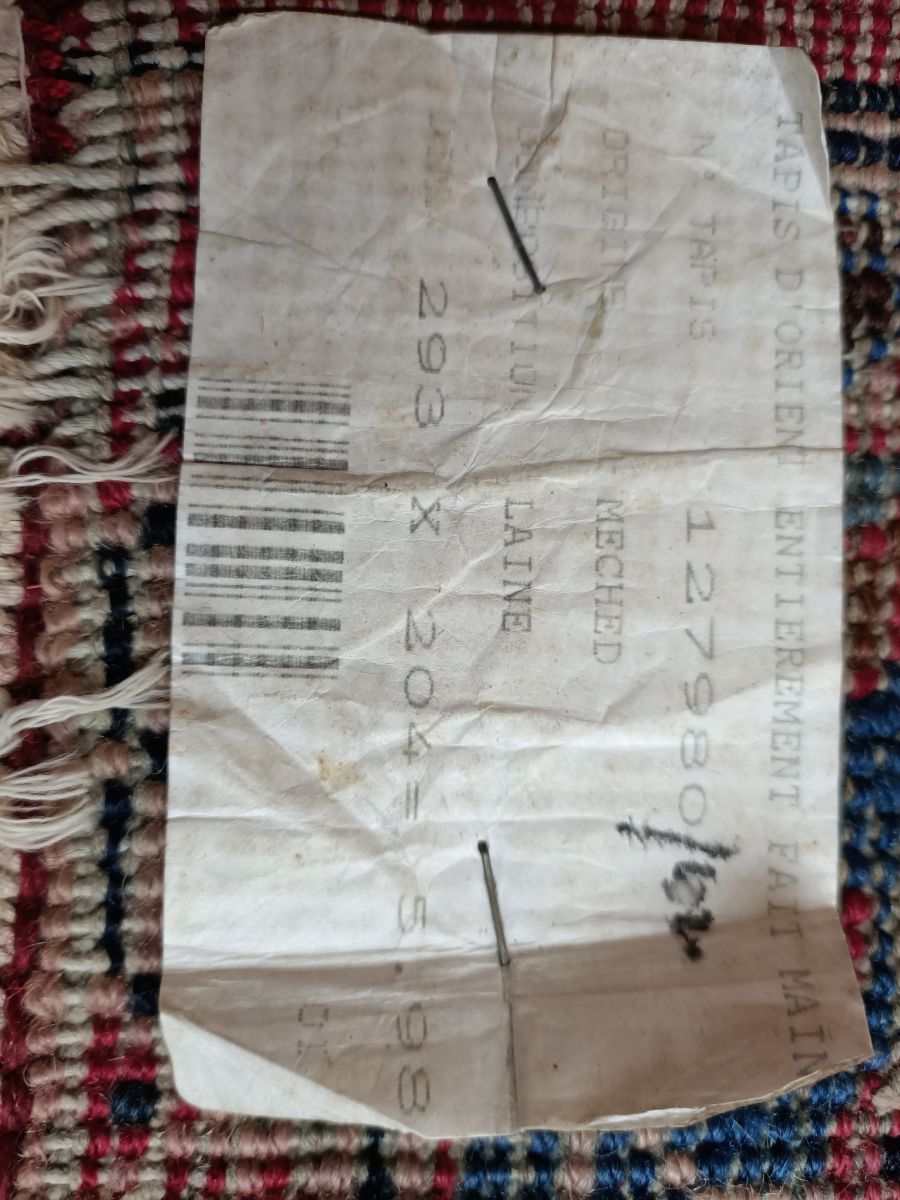 TAPIS D'ORIENT ENTIEREMENT FAIT MAIN
N° TAPIS 127980
ORIGINE MECHED
COMPOSITION LAINE
293 X 204= 5.98